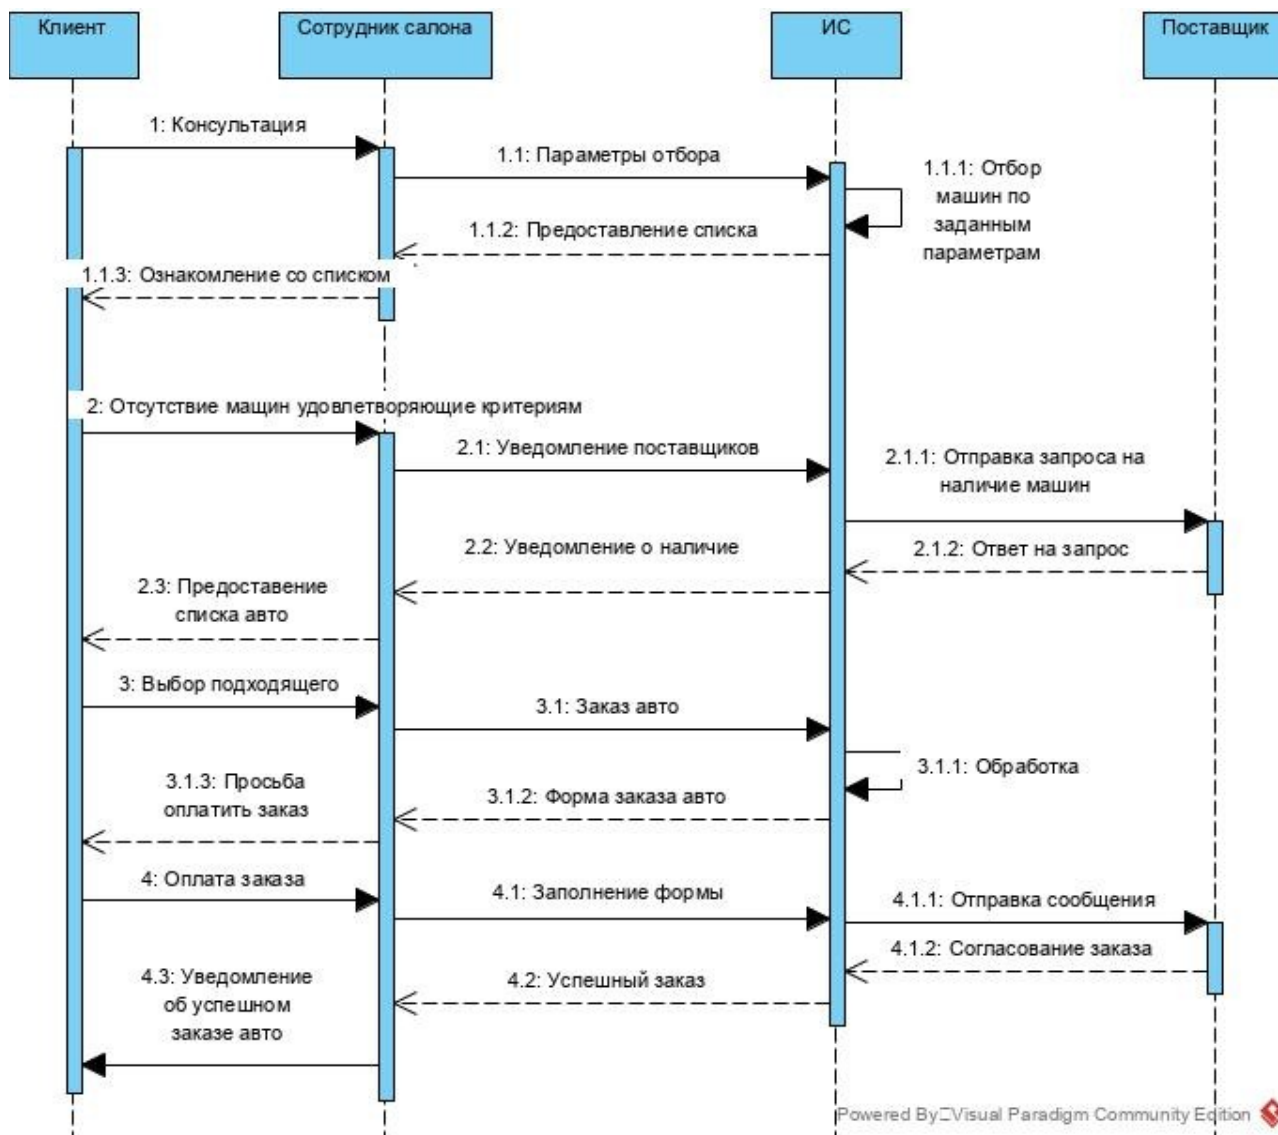 Клиент
Сотрудник салона
ИС
Поставщик
1: Консультация
1.1: Параметры отбора
1.1.1: Отбор
машин по
заданным
параметрам
1.1.2: Предоставление списка
1.1.3: Ознакомление со списком
2: Отсутствие мащин удовлетворяющие критериям
2.1: Уведомление поставщиков
2.1.1: Отправка запроса на
наличие машин
2.2: Уведомление о наличие
2.1.2: Ответ на запрос
2.3: Предоставение
списка авто
3: Выбор подходящего
3.1: Заказ авто
3.1.1: Обработка
3.1.3: Просьба
оплатить заказ
3.1.2: Форма заказа авто
4: Оплата заказа
4.1: Заполнение формы
4.1.1: Отправка сообщения
4.1.2: Согласование заказа
4.3: Уведомление
об успешном
заказе авто
4.2: Успешный заказ
Powered By Visual Paradigm Community Edition